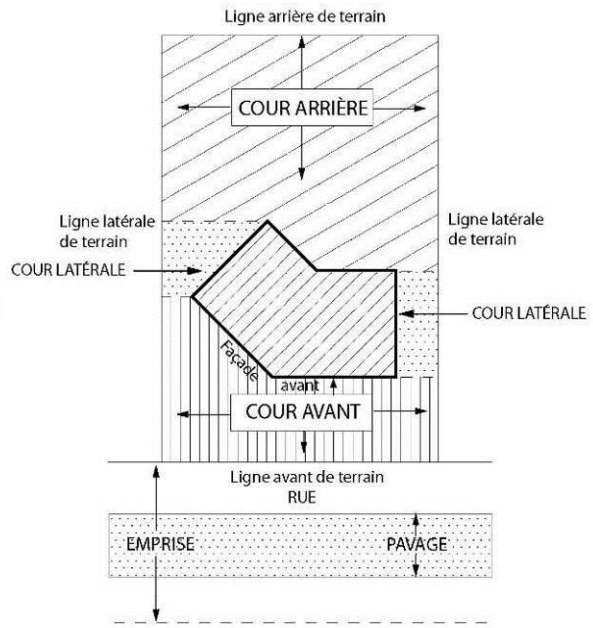 Ligne arrière de terrain
COUR ARRIÈRE
Ligne latérale
de terrain
Ligne latérale
de terrain
COUR LATÉRALE
COUR LATÉRALE
Façade
avant
COUR AVANT
Ligne avant de terrain
RUE
EMPRISE
PAVAGE